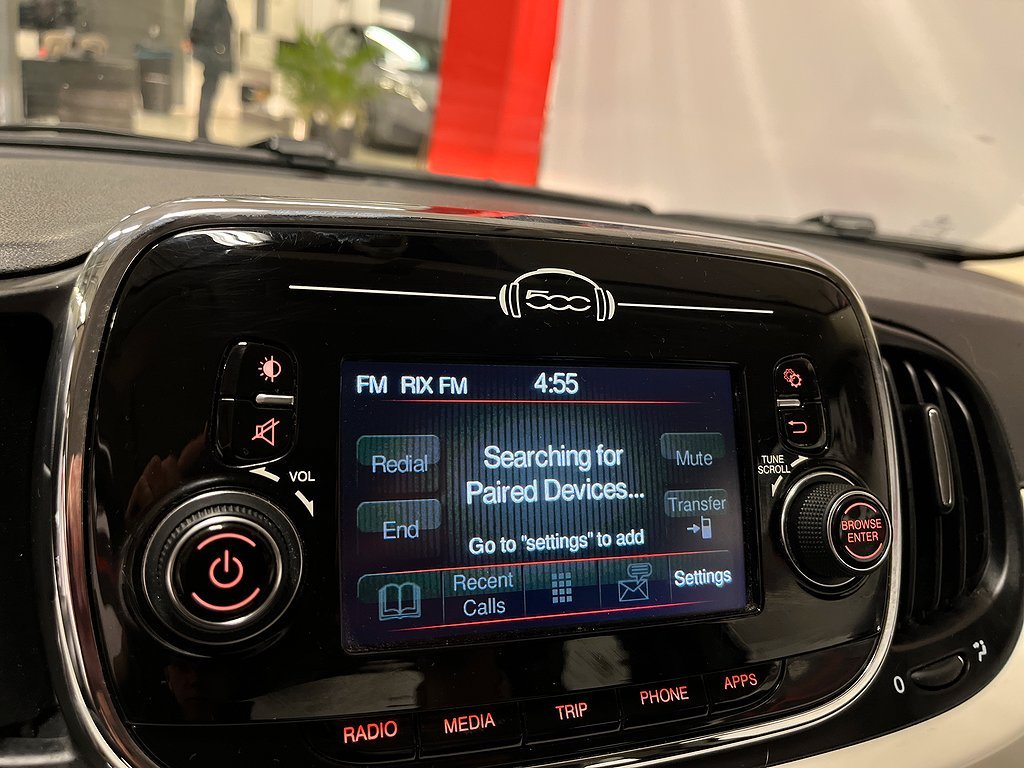 500
FM RIX FM 4:55
Redial
Searching for
Paired Devices...
Mute
End
Transfer
Go to "settings" to add
Recent
Calls
Settings
VOL
TUNE
SCROLL
BROWSE
ENTER
RADIO
MEDIA
TRIP
PHONE
APPS
0